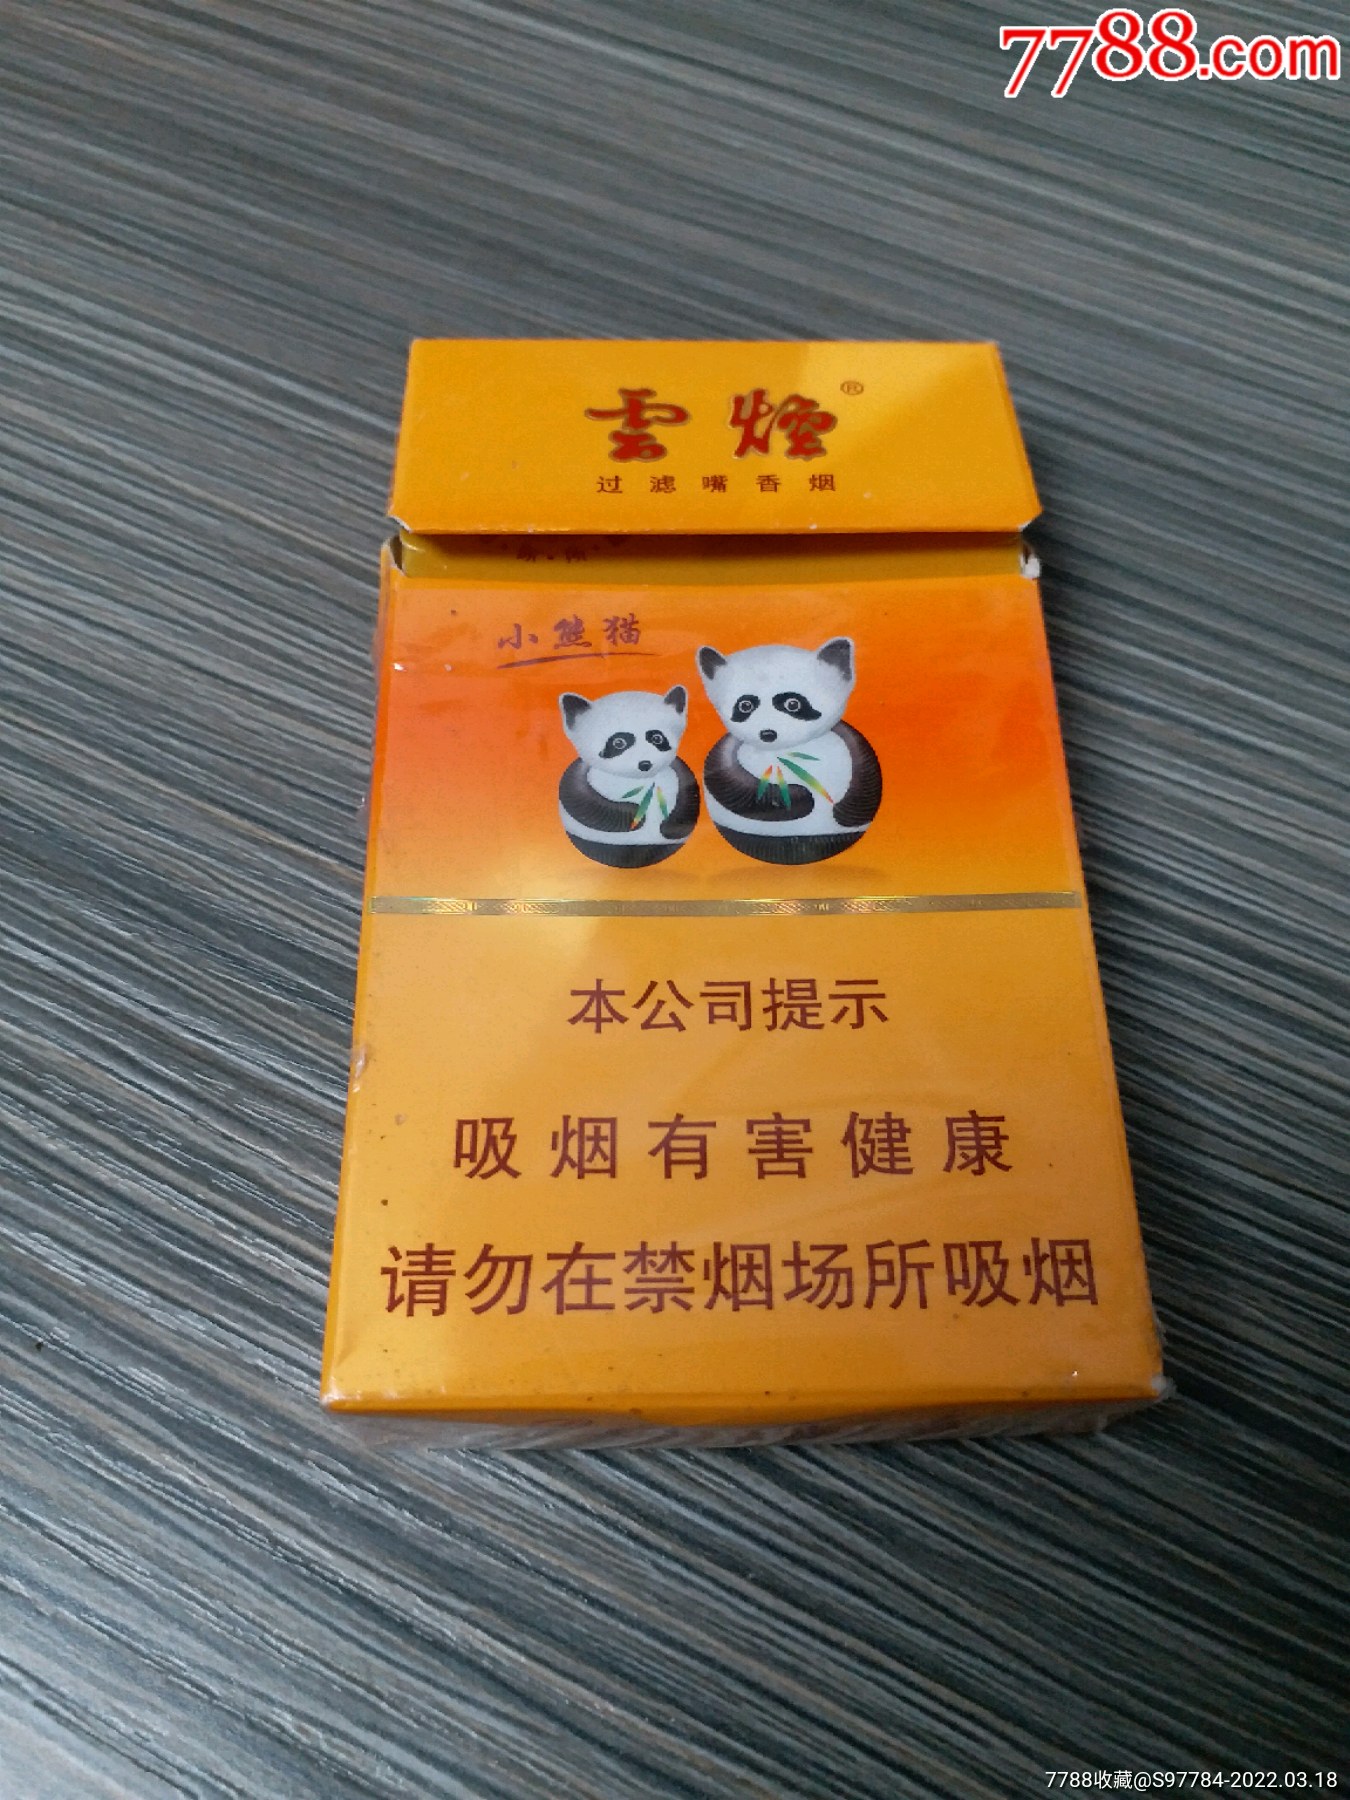 7788.com
雲煙®
过滤嘴香烟
小熊猫
本公司提示
吸烟有害健康
请勿在禁烟场所吸烟
7788收藏@S97784-2022.03.18